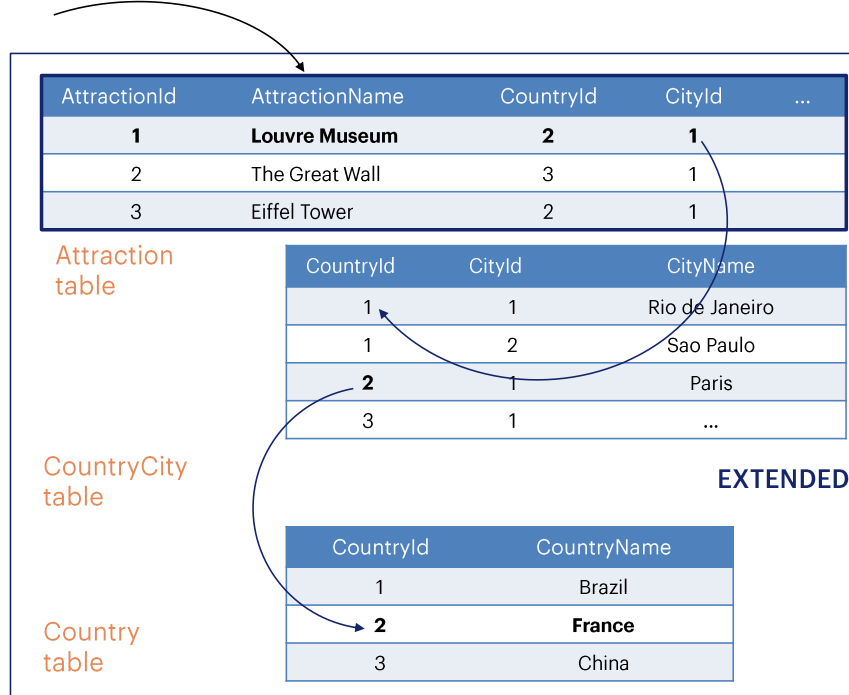 AttractionId AttractionName CountryId CityId ...
1 Louvre Museum 2 1
2 The Great Wall 3 1
3 Eiffel Tower 2 1
Attraction
table
CountryId CityId CityName
1 1 Rio de Janeiro
1 2 Sao Paulo
2 1 Paris
3 1 ...
CountryCity
table
EXTENDED
CountryId CountryName
1 Brazil
2 France
3 China
Country
table